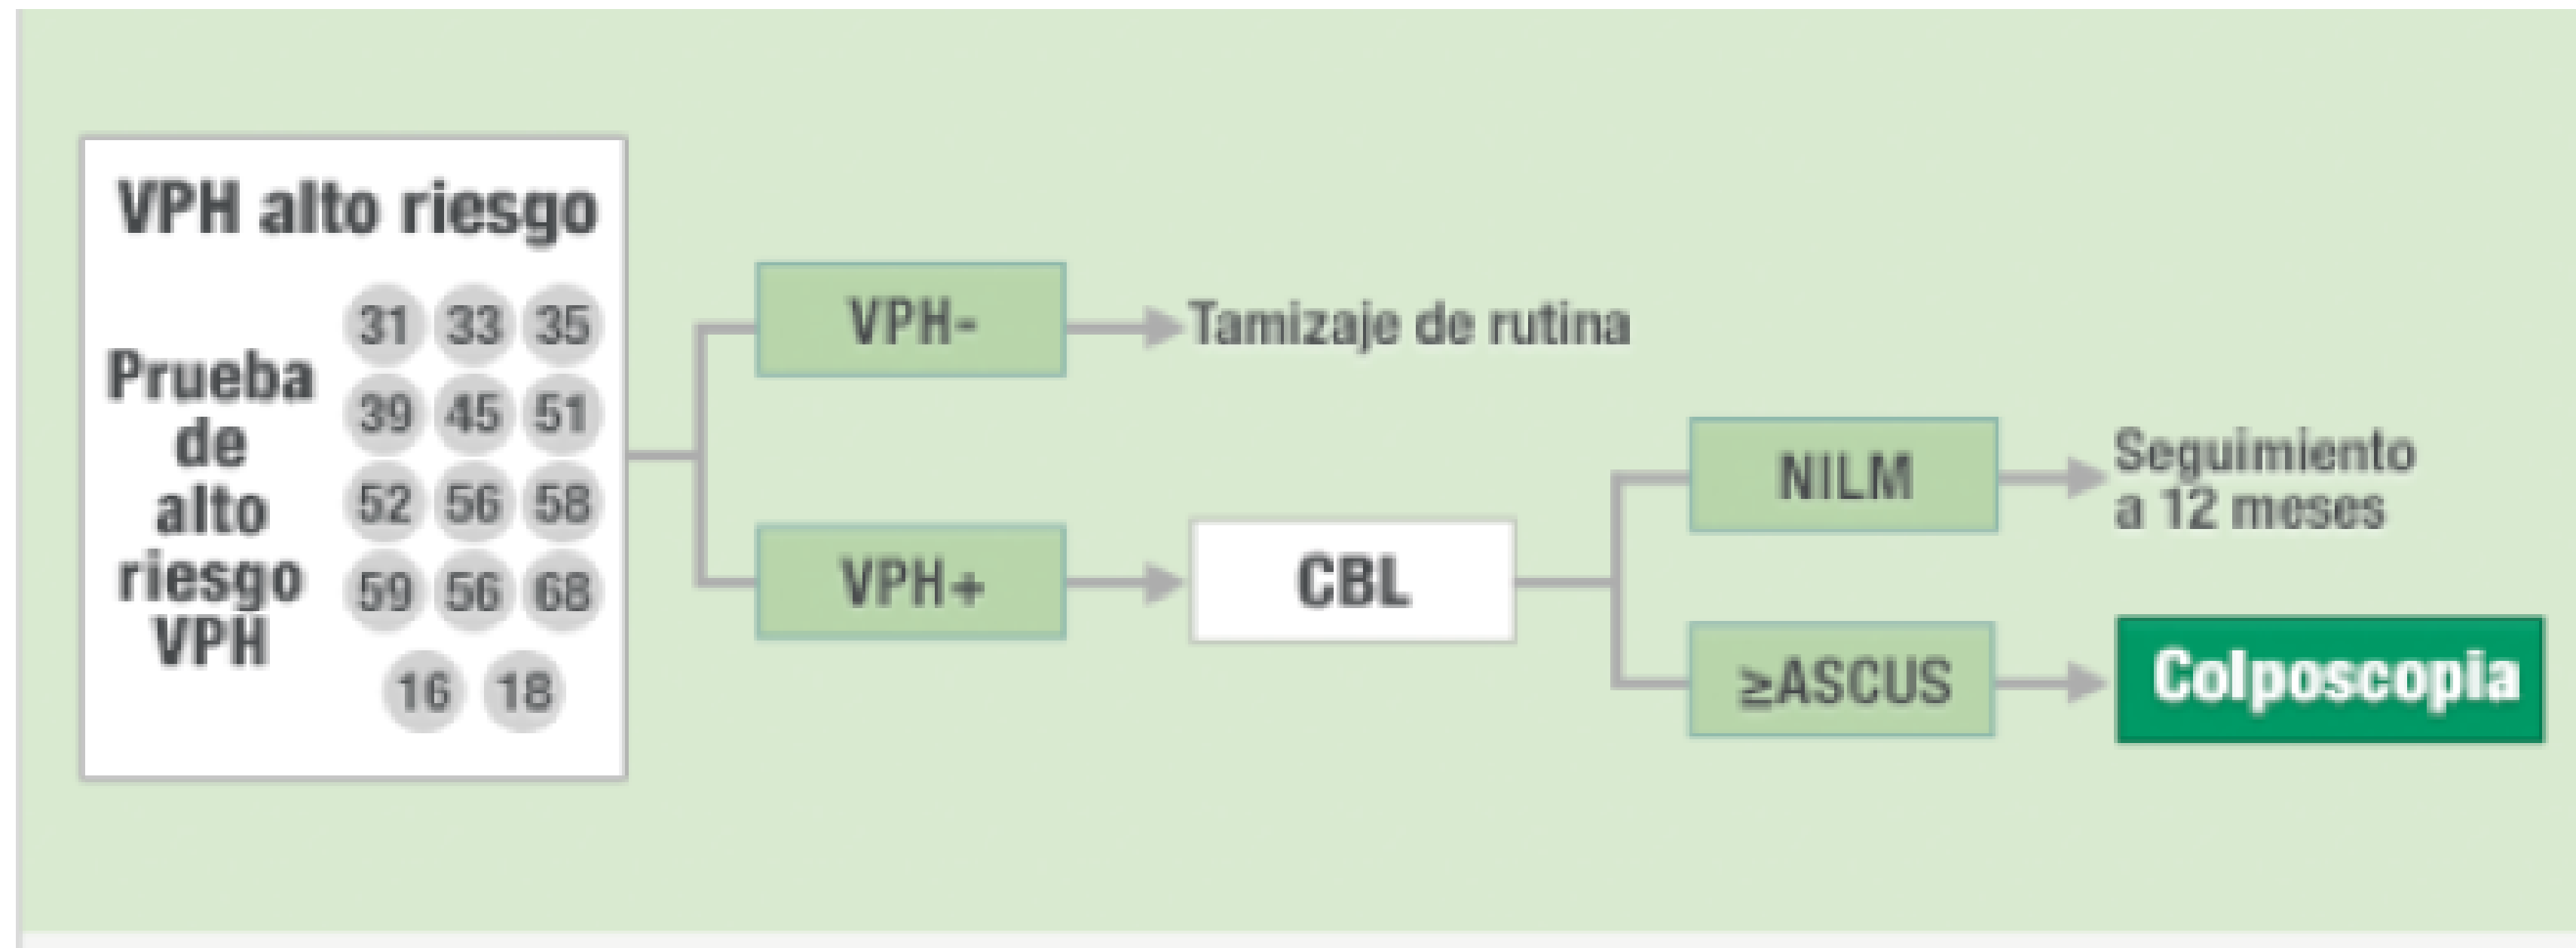 VPH alto riesgo
Prueba
de
alto
riesgo
VPH
31 33 35
39 45 51
52 56 58
59 56 68
16 18
VPH-
Tamizaje de rutina
VPH+
CBL
NILM
Seguimiento
a 12 meses
≥ASCUS
Colposcopia